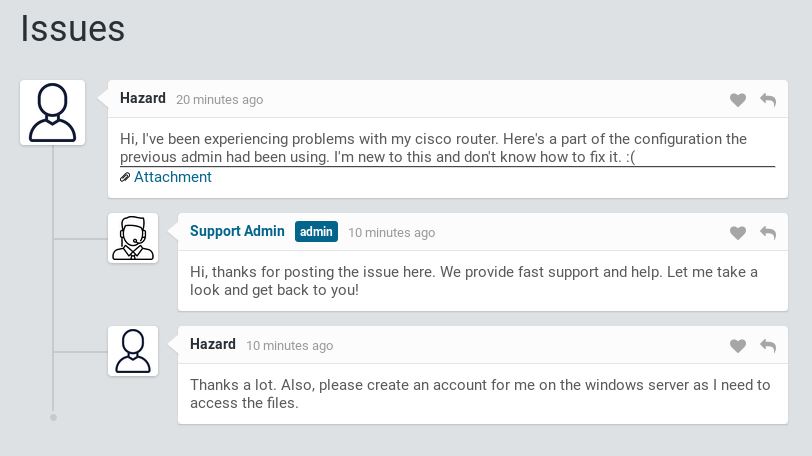 Issues
Hazard 20 minutes ago
Hi, I've been experiencing problems with my cisco router. Here's a part of the configuration the
previous admin had been using. I'm new to this and don't know how to fix it. :(
Attachment
Support Admin admin 10 minutes ago
Hi, thanks for posting the issue here. We provide fast support and help. Let me take a
look and get back to you!
Hazard 10 minutes ago
Thanks a lot. Also, please create an account for me on the windows server as I need to
access the files.